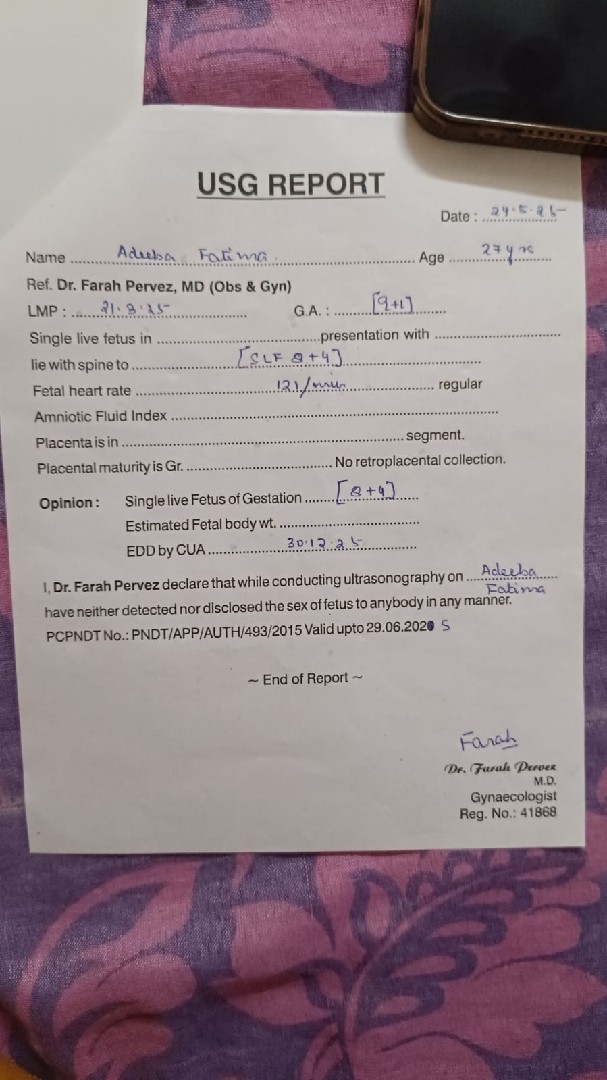 USG REPORT
Date : 24.5.25
Name Adeeba Fatima Age 27 yrs
Ref. Dr. Farah Pervez, MD (Obs & Gyn)
LMP : 21.3.25 G.A. : [9+1]
Single live fetus in presentation with
lie with spine to [SLF 8+4]
Fetal heart rate 121/min regular
Amniotic Fluid Index
Placenta is in segment.
Placental maturity is Gr. No retroplacental collection.
Opinion : Single live Fetus of Gestation [8+4]
Estimated Fetal body wt.
EDD by CUA 30.12.25
I, Dr. Farah Pervez declare that while conducting ultrasonography on Adeeba Fatima
have neither detected nor disclosed the sex of fetus to anybody in any manner.
PCPNDT No.: PNDT/APP/AUTH/493/2015 Valid upto 29.06.2020 5
~ End of Report ~
Farah
Dr. Farah Pervez
M.D.
Gynaecologist
Reg. No.: 41868